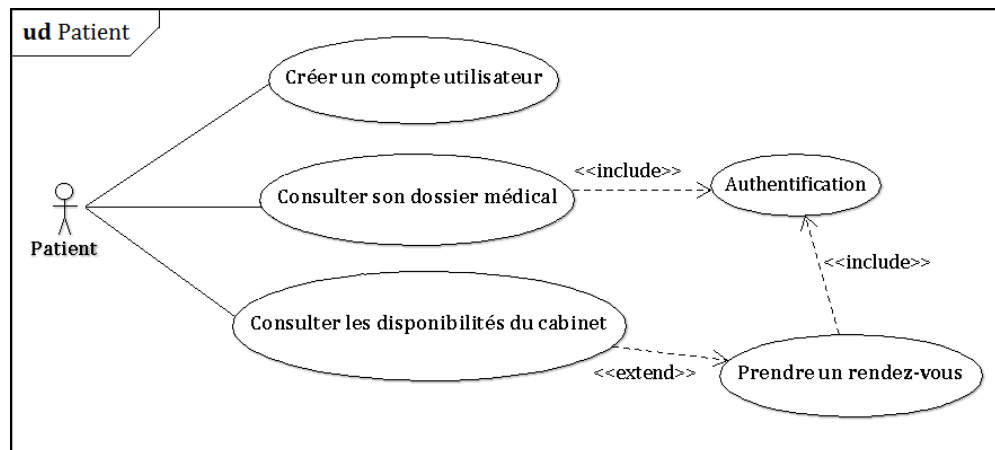 ud Patient
Créer un compte utilisateur
Consulter son dossier médical
<<include>>
Authentification
Patient
<<include>>
Consulter les disponibilités du cabinet
<<extend>>
Prendre un rendez-vous